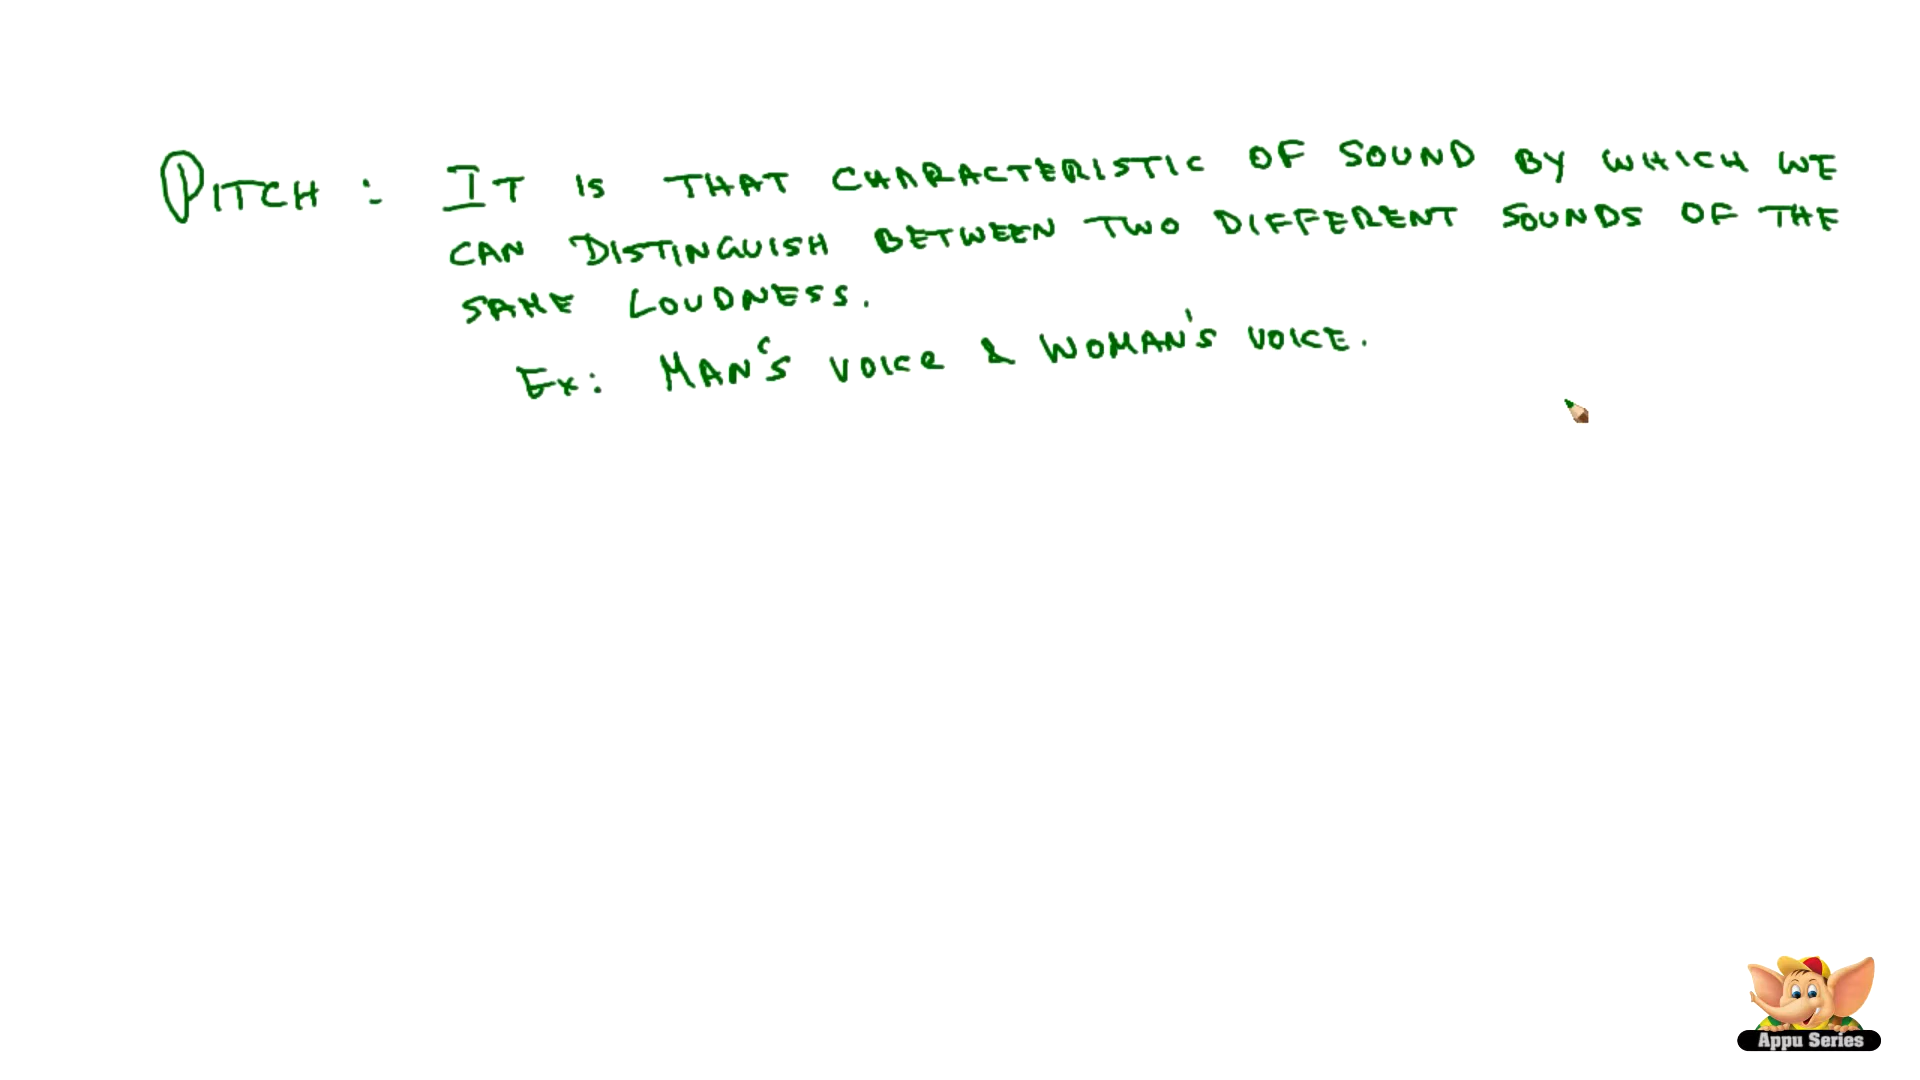 PITCH : IT IS THAT CHARACTERISTIC OF SOUND BY WHICH WE
CAN DISTINGUISH BETWEEN TWO DIFFERENT SOUNDS OF THE
SAME LOUDNESS.
Ex: MAN'S VOICE & WOMAN'S VOICE.
Appu Series